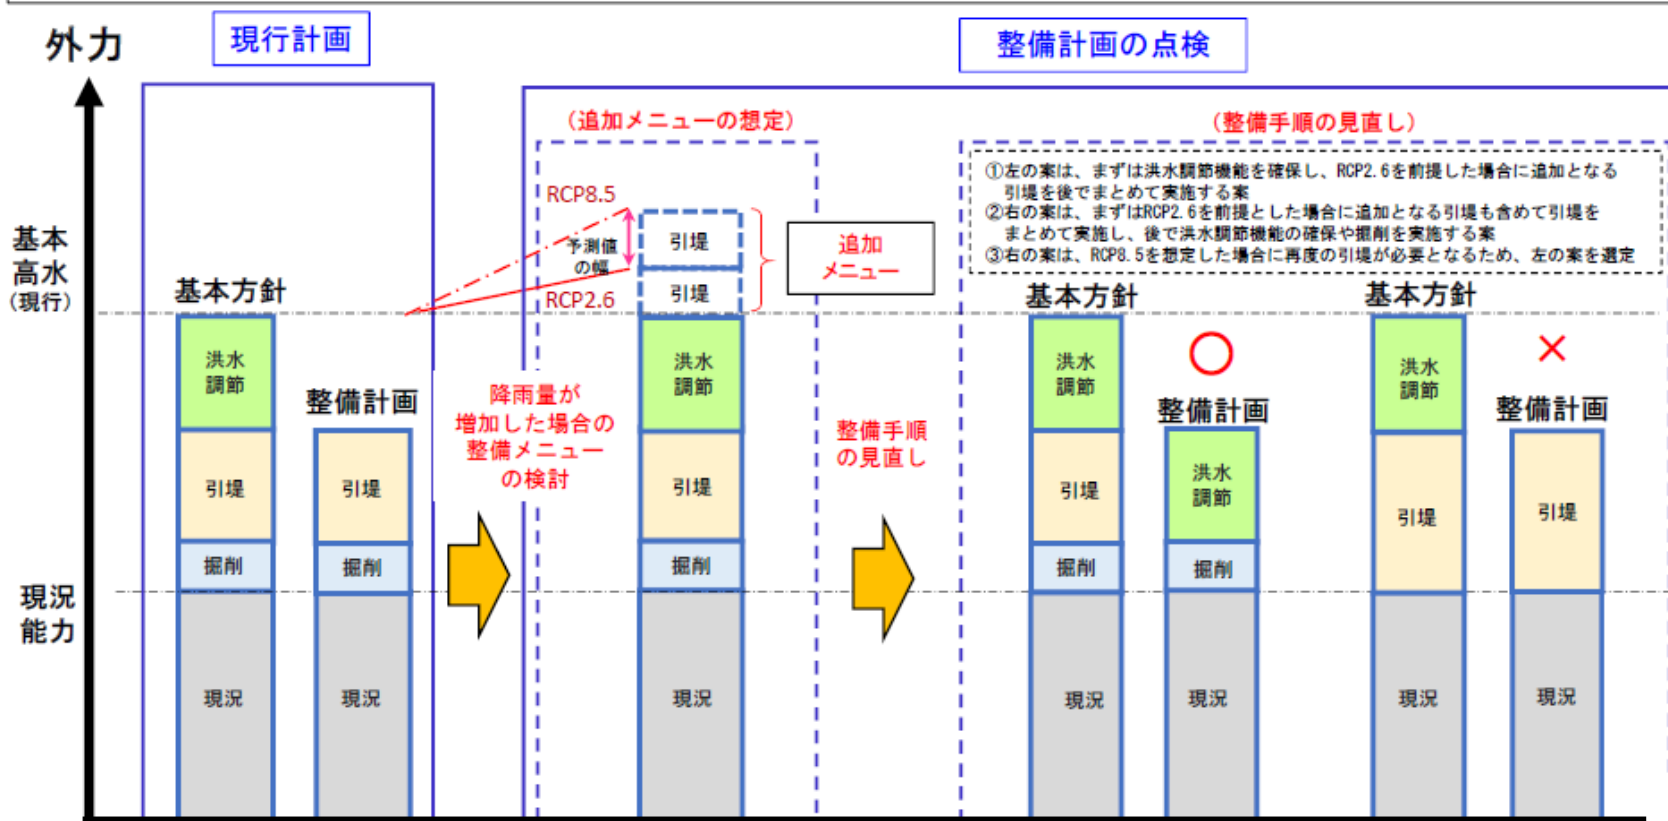 外力
現行計画
整備計画の点検
(追加メニューの想定)
(整備手順の見直し)
①左の案は、まずは洪水調節機能を確保し、RCP2.6を前提した場合に追加となる
引堤を後でまとめて実施する案
②右の案は、まずはRCP2.6を前提とした場合に追加となる引堤も含めて引堤を
まとめて実施し、後で洪水調節機能の確保や掘削を実施する案
③右の案は、RCP8.5を想定した場合に再度の引堤が必要となるため、左の案を選定
基本
高水
(現行)
現況
能力
基本方針
洪水
調節
引堤
掘削
現況
整備計画
引堤
掘削
現況
降雨量が
増加した場合の
整備メニュー
の検討
RCP8.5
予測値
の幅
RCP2.6
引堤
引堤
追加
メニュー
洪水
調節
引堤
掘削
現況
整備手順
の見直し
基本方針
洪水
調節
引堤
掘削
現況
○
整備計画
洪水
調節
掘削
現況
基本方針
洪水
調節
引堤
現況
×
整備計画
引堤
現況